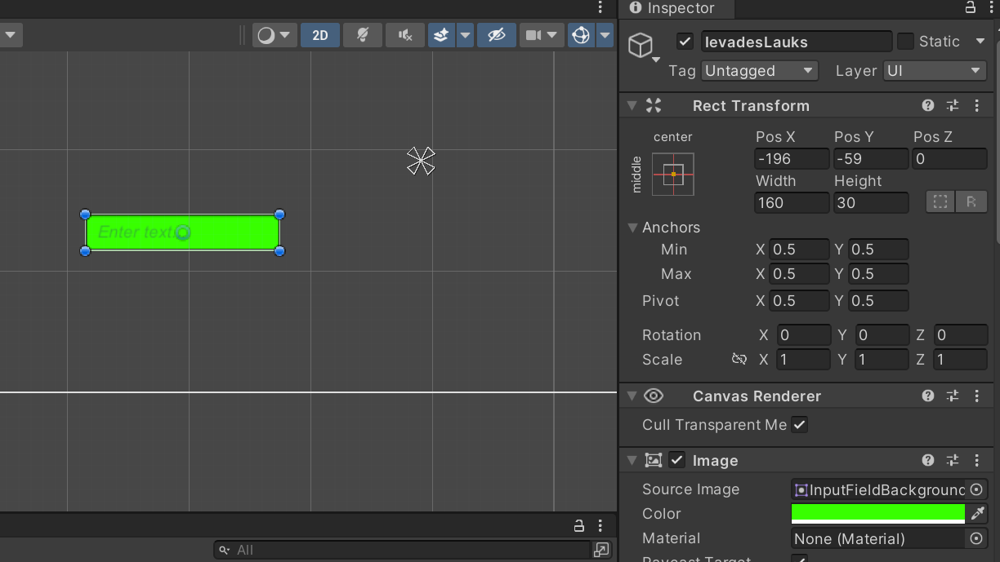 Inspector
2D
IevadesLauks
Static
Tag Untagged Layer UI
Rect Transform
center
middle
Pos X Pos Y Pos Z
-196 -59 0
Width Height
160 30
R
Anchors
Min X 0.5 Y 0.5
Max X 0.5 Y 0.5
Pivot X 0.5 Y 0.5
Rotation X 0 Y 0 Z 0
Scale X 1 Y 1 Z 1
Enter text.
Canvas Renderer
Cull Transparent Me
Image
Source Image InputFieldBackground
Color
Material None (Material)
Raycast Target
All